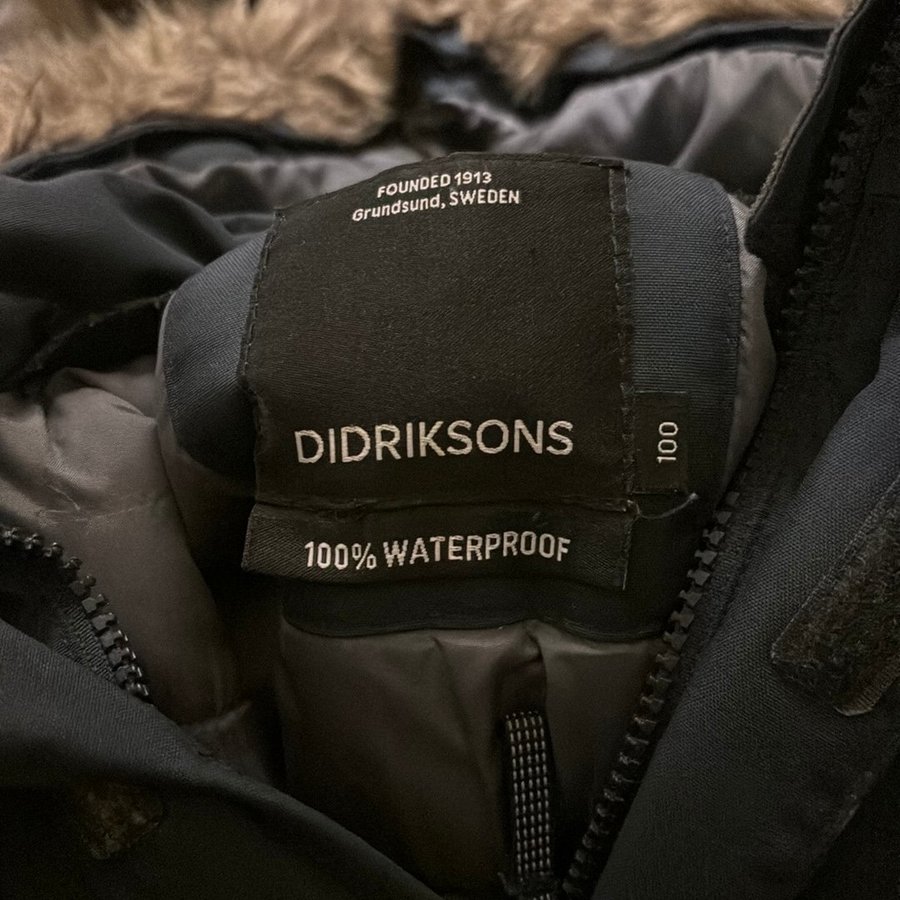 FOUNDED 1913
Grundsund, SWEDEN
DIDRIKSONS
100
100% WATERPROOF